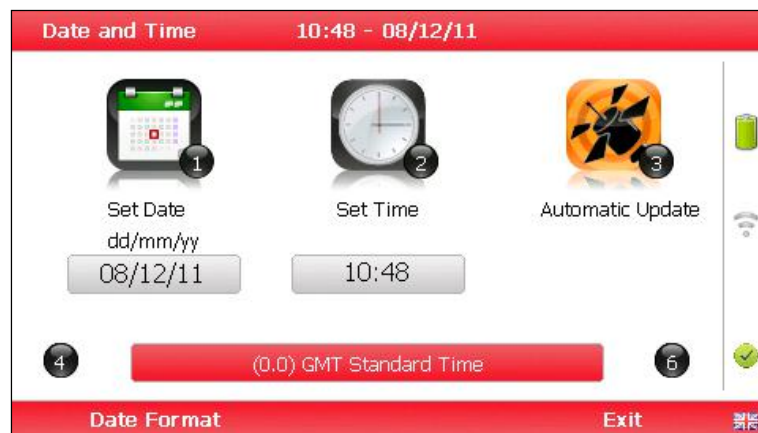 Date and Time 10:48 - 08/12/11
1 2 3
Set Date Set Time Automatic Update
dd/mm/yy
08/12/11 10:48
4 (0.0) GMT Standard Time 6
Date Format Exit